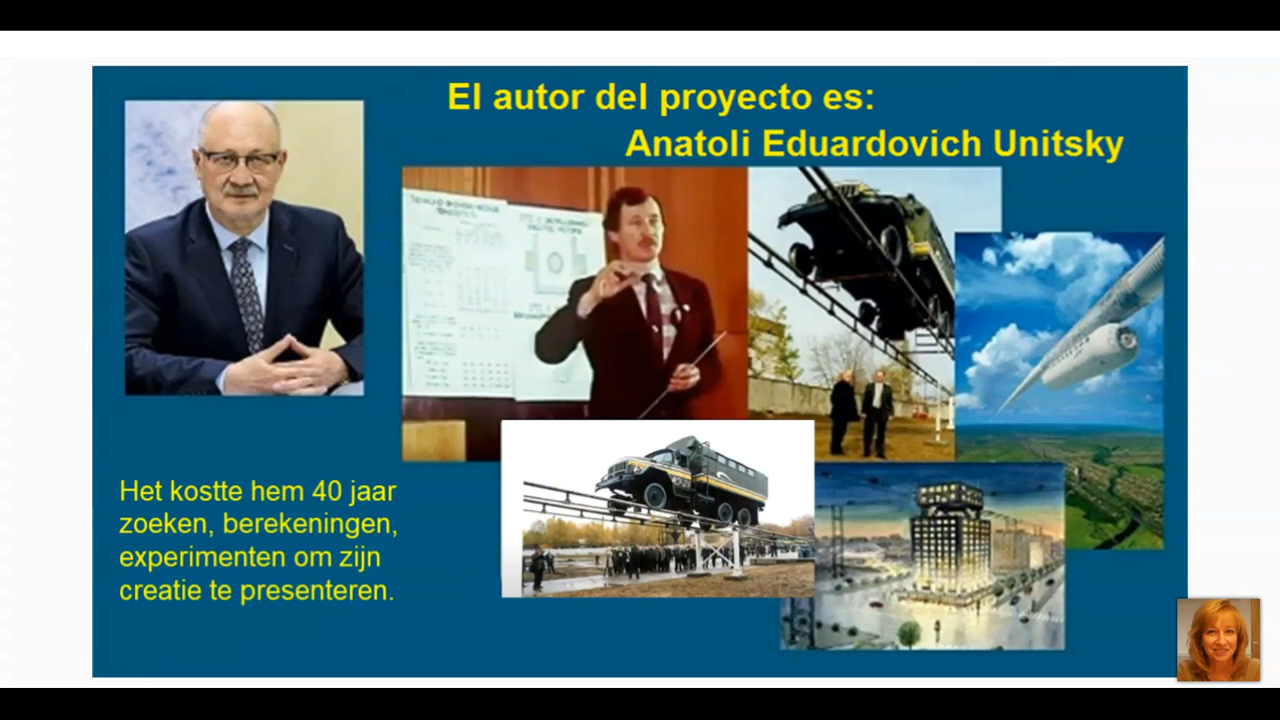 El autor del proyecto es:
Anatoli Eduardovich Unitsky
Het kostte hem 40 jaar
zoeken, berekeningen,
experimenten om zijn
creatie te presenteren.